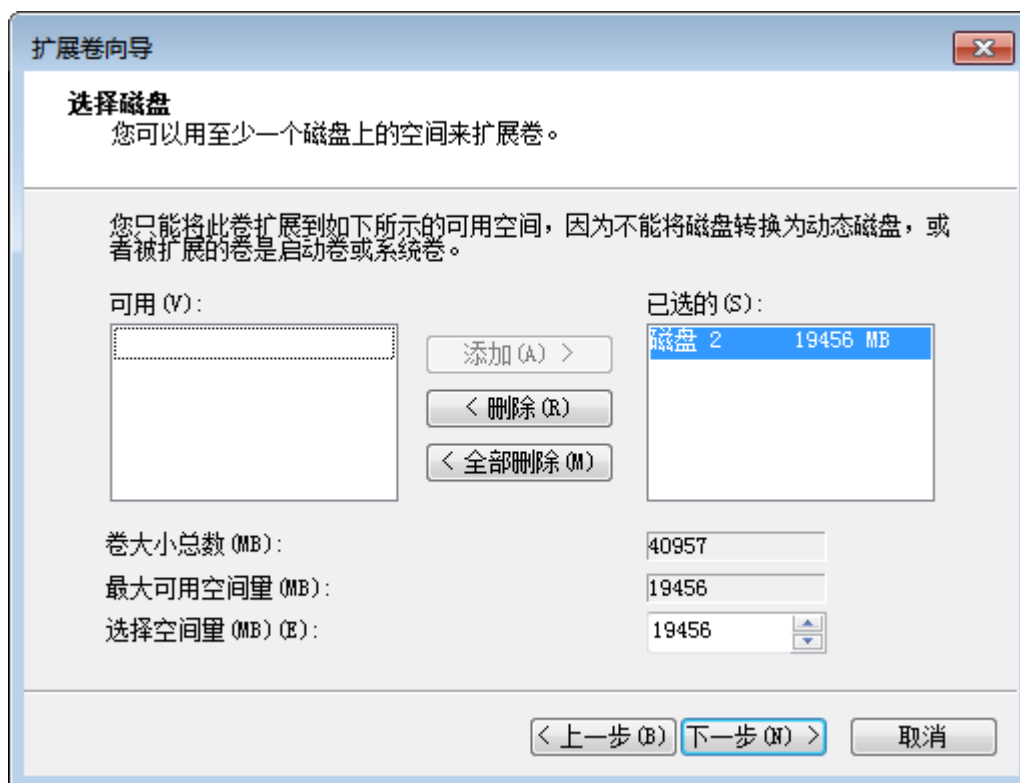 扩展卷向导
选择磁盘
您可以用至少一个磁盘上的空间来扩展卷。
您只能将此卷扩展到如下所示的可用空间，因为不能将磁盘转换为动态磁盘，或
者被扩展的卷是启动卷或系统卷。
可用(V):
已选的(S):
磁盘 2 19456 MB
添加(A) >
< 删除(R)
< 全部删除(M)
卷大小总数(MB): 40957
最大可用空间量(MB): 19456
选择空间量(MB)(E): 19456
< 上一步(B) 下一步(N) > 取消